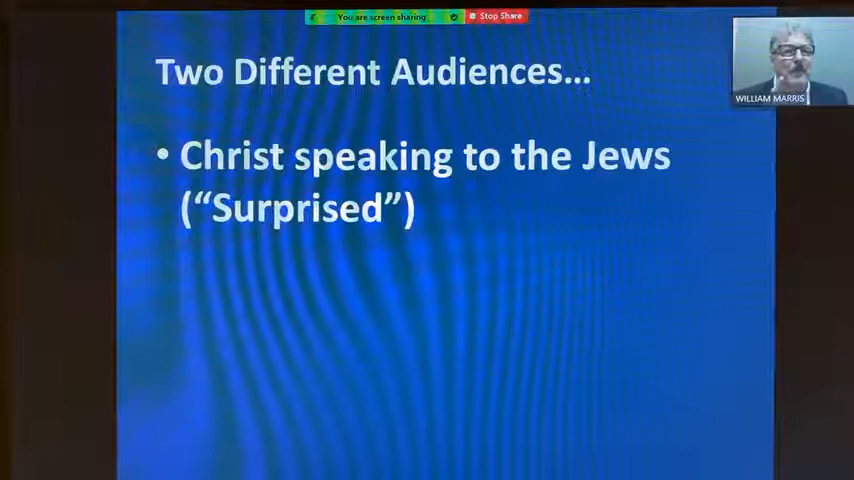 You are screen sharing
Stop Share
Two Different Audiences...
WILLIAM MARRIS
• Christ speaking to the Jews
(“Surprised”)